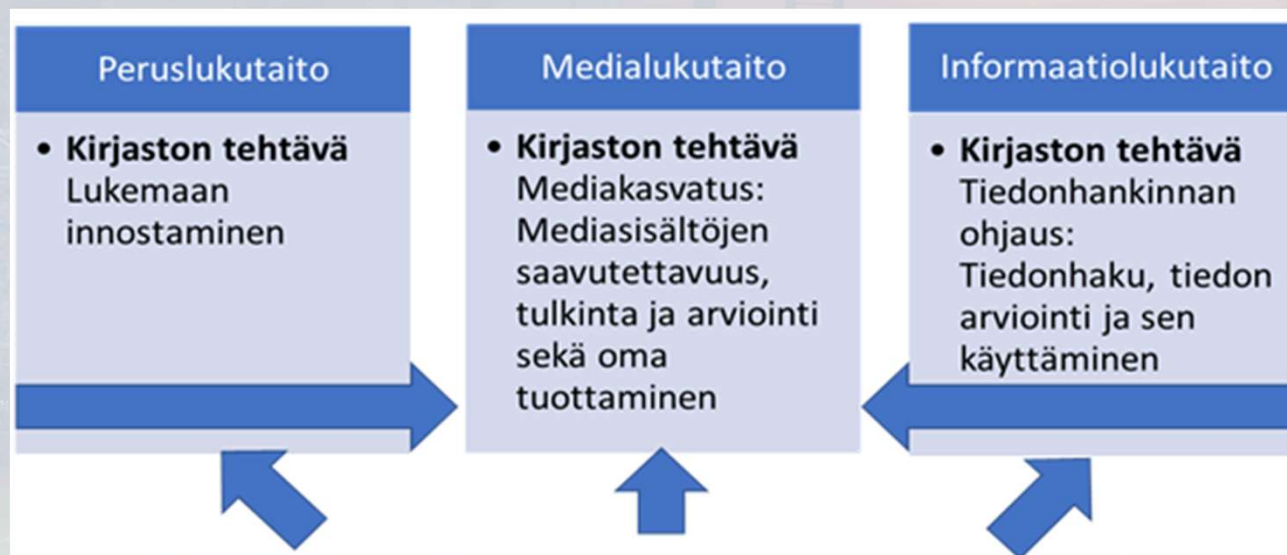 Peruslukutaito
• Kirjaston tehtävä
Lukemaan
innostaminen
Medialukutaito
• Kirjaston tehtävä
Mediakasvatus:
Mediasisältöjen
saavutettavuus,
tulkinta ja arviointi
sekä oma
tuottaminen
Informaatiolukutaito
• Kirjaston tehtävä
Tiedonhankinnan
ohjaus:
Tiedonhaku, tiedon
arviointi ja sen
käyttäminen